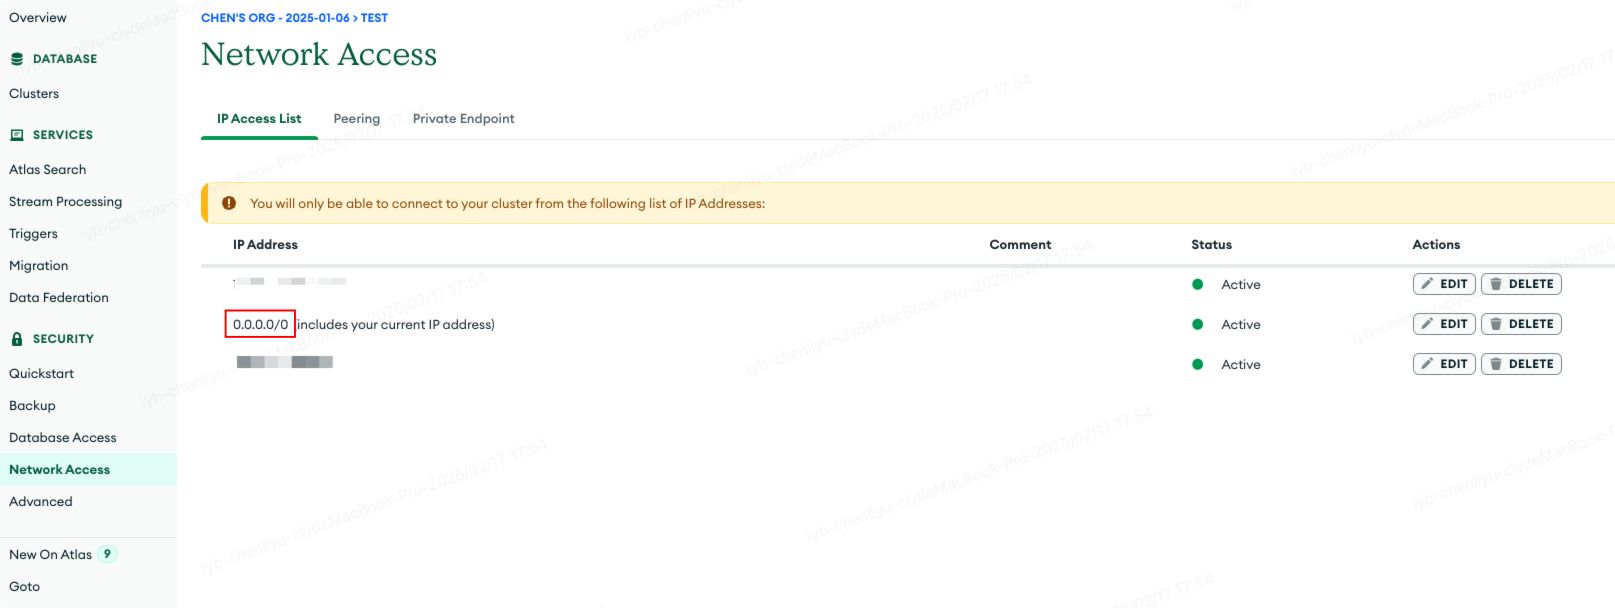 Overview
DATABASE
Clusters
SERVICES
Atlas Search
Stream Processing
Triggers
Migration
Data Federation
SECURITY
Quickstart
Backup
Database Access
Network Access
Advanced
New On Atlas 9
Goto
CHEN'S ORG - 2025-01-06 > TEST
Network Access
IP Access List Peering Private Endpoint
You will only be able to connect to your cluster from the following list of IP Addresses:
IP Address Comment Status Actions
Active EDIT DELETE
0.0.0.0/0 (includes your current IP address) Active EDIT DELETE
Active EDIT DELETE
lyb-chenliyu-clydeMacBook-Pro-2025/02/17 17:54